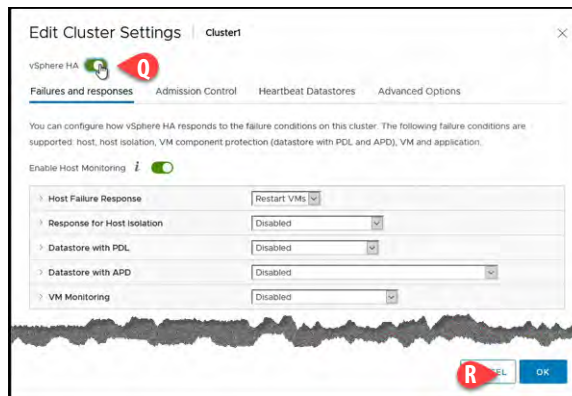 Edit Cluster Settings Cluster1
vSphere HA Q
Failures and responses Admission Control Heartbeat Datastores Advanced Options
You can configure how vSphere HA responds to the failure conditions on this cluster. The following failure conditions are
supported: host, host isolation, VM component protection (datastore with PDL and APD), VM and application.
Enable Host Monitoring i
Host Failure Response Restart VMs
Response for Host Isolation Disabled
Datastore with PDL Disabled
Datastore with APD Disabled
VM Monitoring Disabled
R EL OK